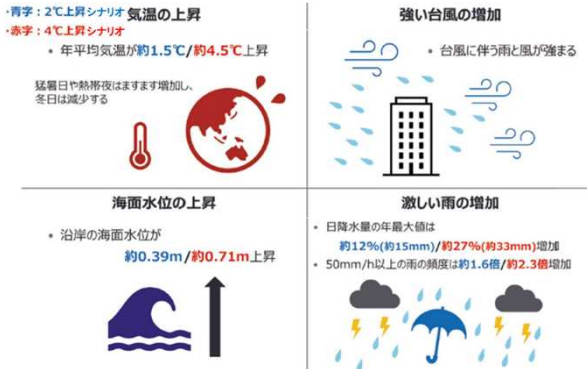 ・青字：2℃上昇シナリオ
・赤字：4℃上昇シナリオ
気温の上昇
• 年平均気温が約1.5℃/約4.5℃上昇
猛暑日や熱帯夜はますます増加し、
冬日は減少する
強い台風の増加
• 台風に伴う雨と風が強まる
海面水位の上昇
• 沿岸の海面水位が
約0.39m/約0.71m上昇
激しい雨の増加
• 日降水量の年最大値は
約12%(約15mm)/約27%(約33mm)増加
• 50mm/h以上の雨の頻度は約1.6倍/約2.3倍増加